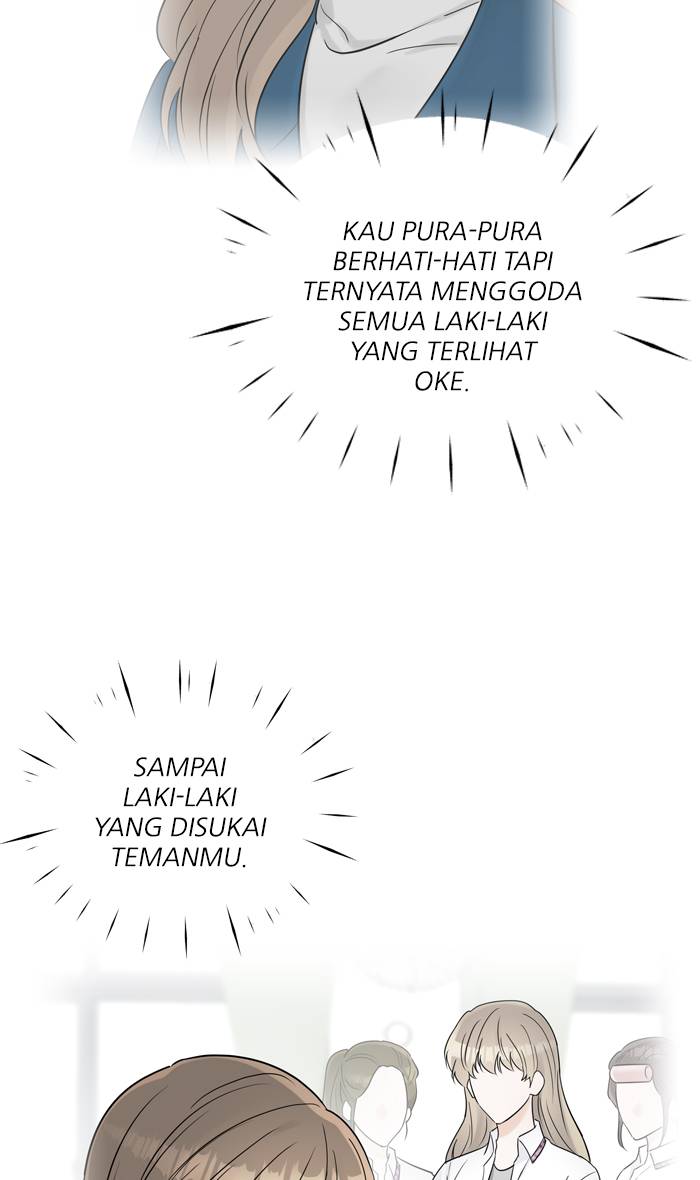 KAU PURA-PURA
BERHATI-HATI TAPI
TERNYATA MENGGODA
SEMUA LAKI-LAKI
YANG TERLIHAT
OKE.
SAMPAI
LAKI-LAKI
YANG DISUKAI
TEMANMU.